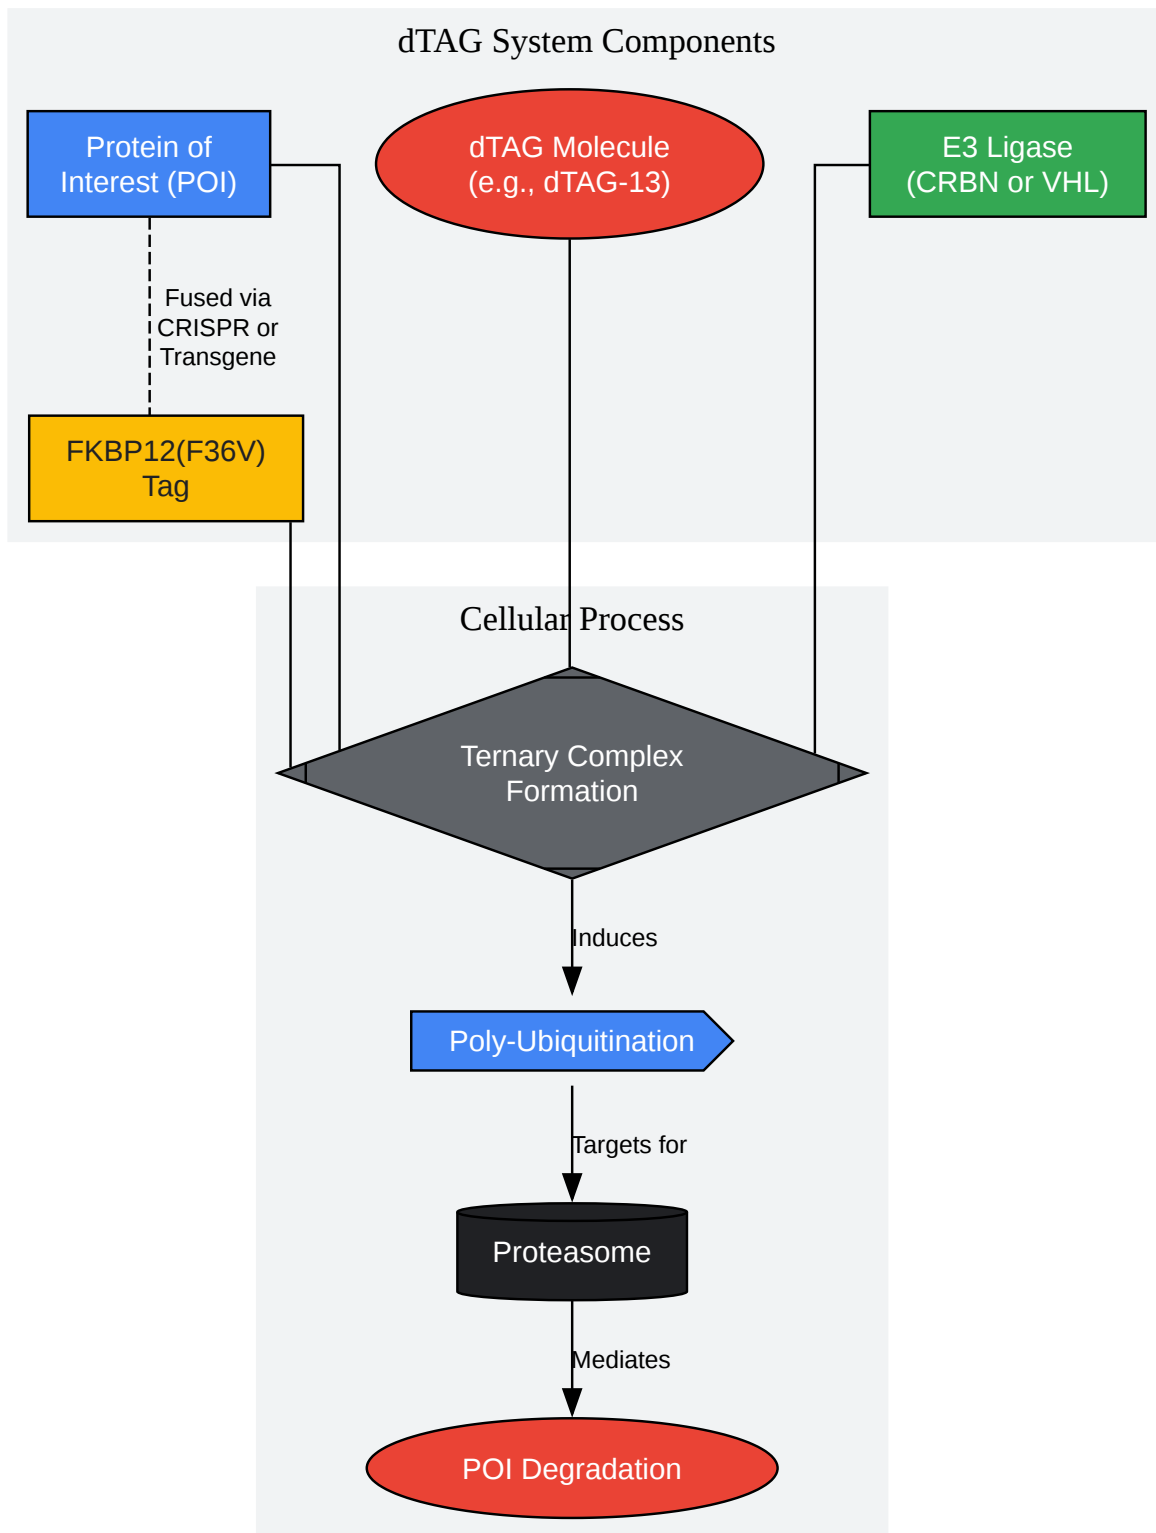 dTAG System Components
Protein of
Interest (POI)
dTAG Molecule
(e.g., dTAG-13)
E3 Ligase
(CRBN or VHL)
Fused via
CRISPR or
Transgene
FKBP12(F36V)
Tag
Cellular Process
Ternary Complex
Formation
Induces
Poly-Ubiquitination
Targets for
Proteasome
Mediates
POI Degradation